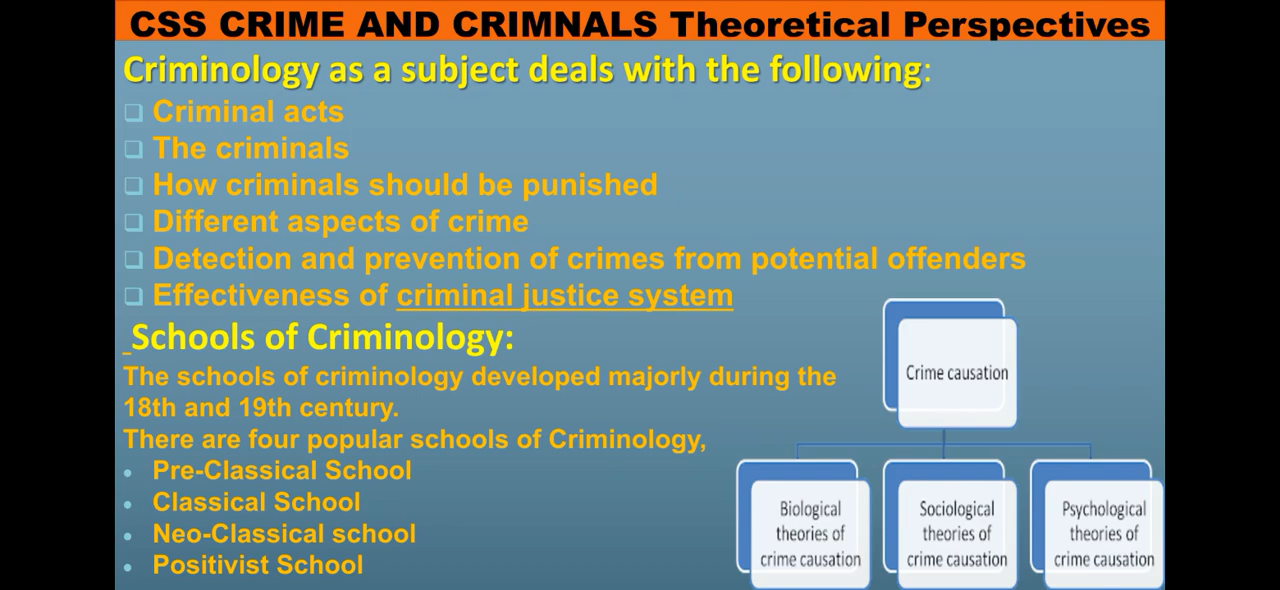 CSS CRIME AND CRIMNALS Theoretical Perspectives
Criminology as a subject deals with the following:
Criminal acts
The criminals
How criminals should be punished
Different aspects of crime
Detection and prevention of crimes from potential offenders
Effectiveness of criminal justice system
Schools of Criminology:
The schools of criminology developed majorly during the
18th and 19th century.
There are four popular schools of Criminology,
Pre-Classical School
Classical School
Neo-Classical school
Positivist School
Crime causation
Biological
theories of
crime causation
Sociological
theories of
crime causation
Psychological
theories of
crime causation